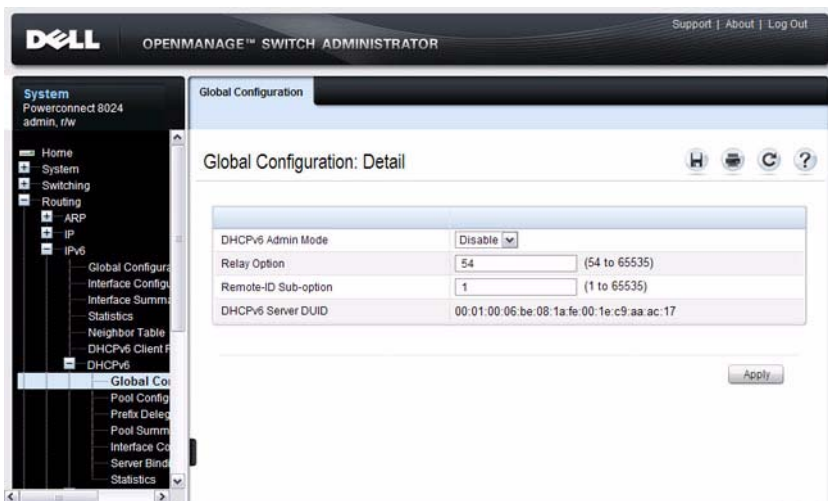 Support | About | Log Out
DELL
OPENMANAGE™ SWITCH ADMINISTRATOR
System
Powerconnect 8024
admin, r/w
Home
System
Switching
Routing
ARP
IP
IPv6
Global Configura
Interface Configu
Interface Summa
Statistics
Neighbor Table
DHCPv6 Client F
DHCPv6
Global Co
Pool Config
Prefix Deleg
Pool Summ
Interface Co
Server Bindi
Statistics
Global Configuration
Global Configuration: Detail
DHCPv6 Admin Mode Disable
Relay Option 54 (54 to 65535)
Remote-ID Sub-option 1 (1 to 65535)
DHCPv6 Server DUID 00:01:00:06:be:08:1a:fe:00:1e:c9:aa:ac:17
Apply